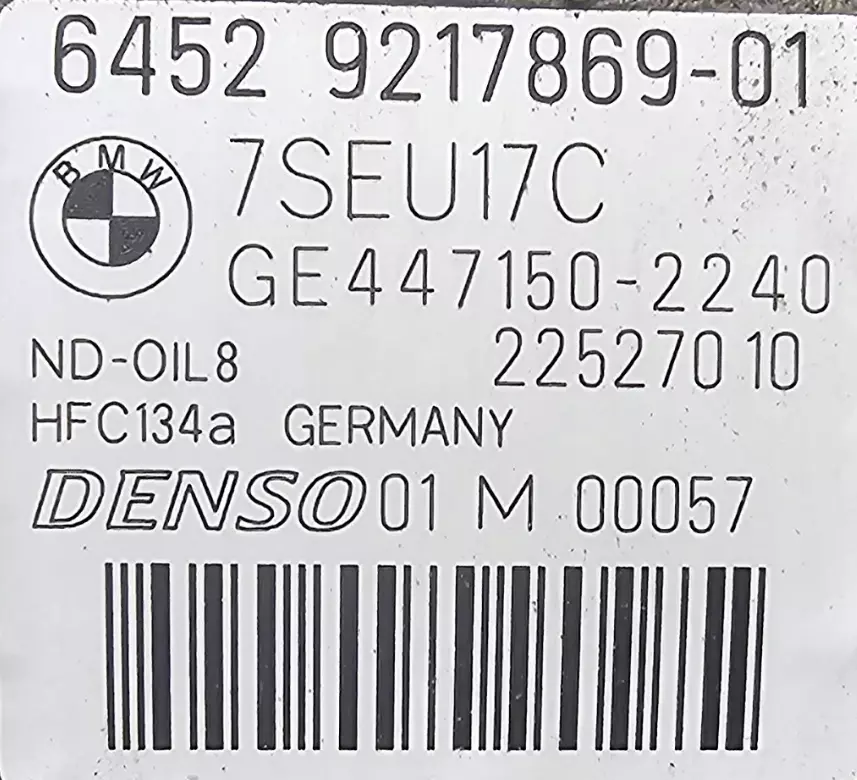 6452 9217869-01
BMW
7SEU17C
GE447150-2240
ND-OIL8 22527010
HFC134a GERMANY
DENSO 01 M 00057